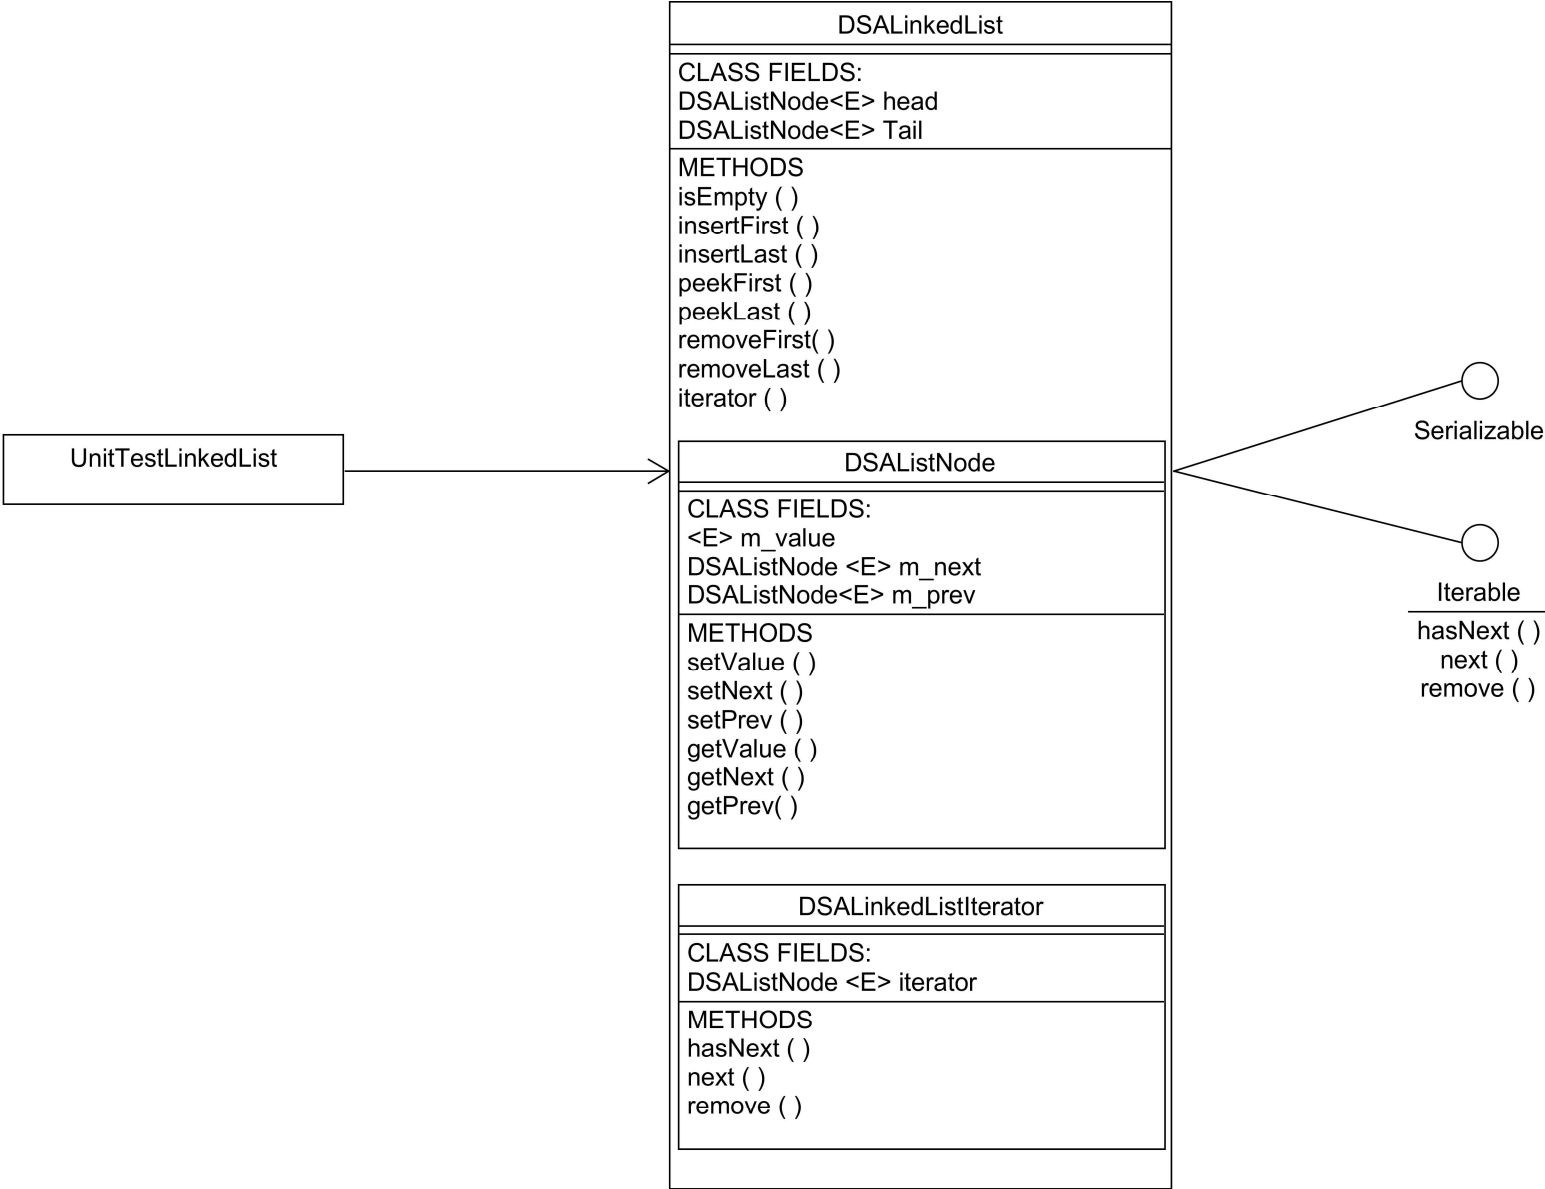 DSALinkedList
CLASS FIELDS:
DSAListNode<E> head
DSAListNode<E> Tail
METHODS
isEmpty ( )
insertFirst ( )
insertLast ( )
peekFirst ( )
peekLast ( )
removeFirst( )
removeLast ( )
iterator ( )
UnitTestLinkedList
DSAListNode
CLASS FIELDS:
<E> m_value
DSAListNode <E> m_next
DSAListNode<E> m_prev
METHODS
setValue ( )
setNext ( )
setPrev ( )
getValue ( )
getNext ( )
getPrev( )
DSALinkedListIterator
CLASS FIELDS:
DSAListNode <E> iterator
METHODS
hasNext ( )
next ( )
remove ( )
Serializable
Iterable
hasNext ( )
next ( )
remove ( )